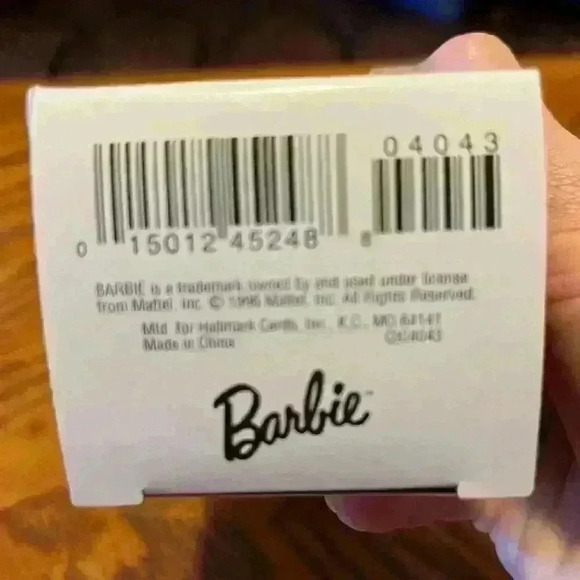 04043
0 15012 45248 8
BARBIE is a trademark owned by and used under license
from Mattel, Inc. © 1996 Mattel, Inc. All Rights Reserved.
Mfd. for Hallmark Cards, Inc., K.C., MO 64141
Made in China
Barbie™